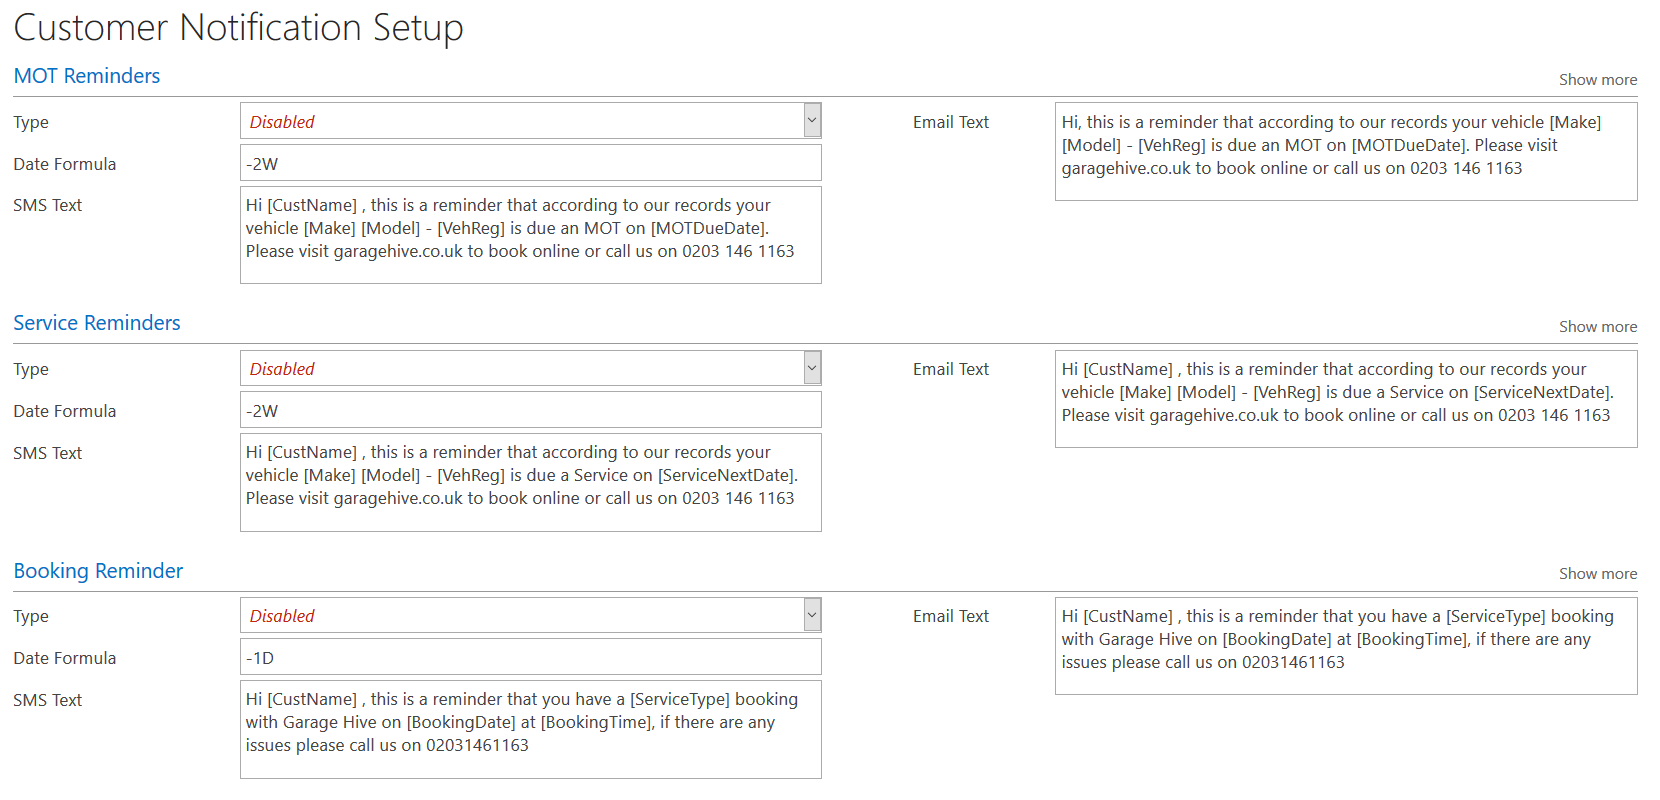 Customer Notification Setup
MOT Reminders
Show more
Type
Disabled
Date Formula
-2W
SMS Text
Hi [CustName] , this is a reminder that according to our records your
vehicle [Make] [Model] - [VehReg] is due an MOT on [MOTDueDate].
Please visit garagehive.co.uk to book online or call us on 0203 146 1163
Email Text
Hi, this is a reminder that according to our records your vehicle [Make]
[Model] - [VehReg] is due an MOT on [MOTDueDate]. Please visit
garagehive.co.uk to book online or call us on 0203 146 1163
Service Reminders
Show more
Type
Disabled
Date Formula
-2W
SMS Text
Hi [CustName] , this is a reminder that according to our records your
vehicle [Make] [Model] - [VehReg] is due a Service on [ServiceNextDate].
Please visit garagehive.co.uk to book online or call us on 0203 146 1163
Email Text
Hi [CustName] , this is a reminder that according to our records your
vehicle [Make] [Model] - [VehReg] is due a Service on [ServiceNextDate].
Please visit garagehive.co.uk to book online or call us on 0203 146 1163
Booking Reminder
Show more
Type
Disabled
Date Formula
-1D
SMS Text
Hi [CustName] , this is a reminder that you have a [ServiceType] booking
with Garage Hive on [BookingDate] at [BookingTime], if there are any
issues please call us on 02031461163
Email Text
Hi [CustName] , this is a reminder that you have a [ServiceType] booking
with Garage Hive on [BookingDate] at [BookingTime], if there are any
issues please call us on 02031461163